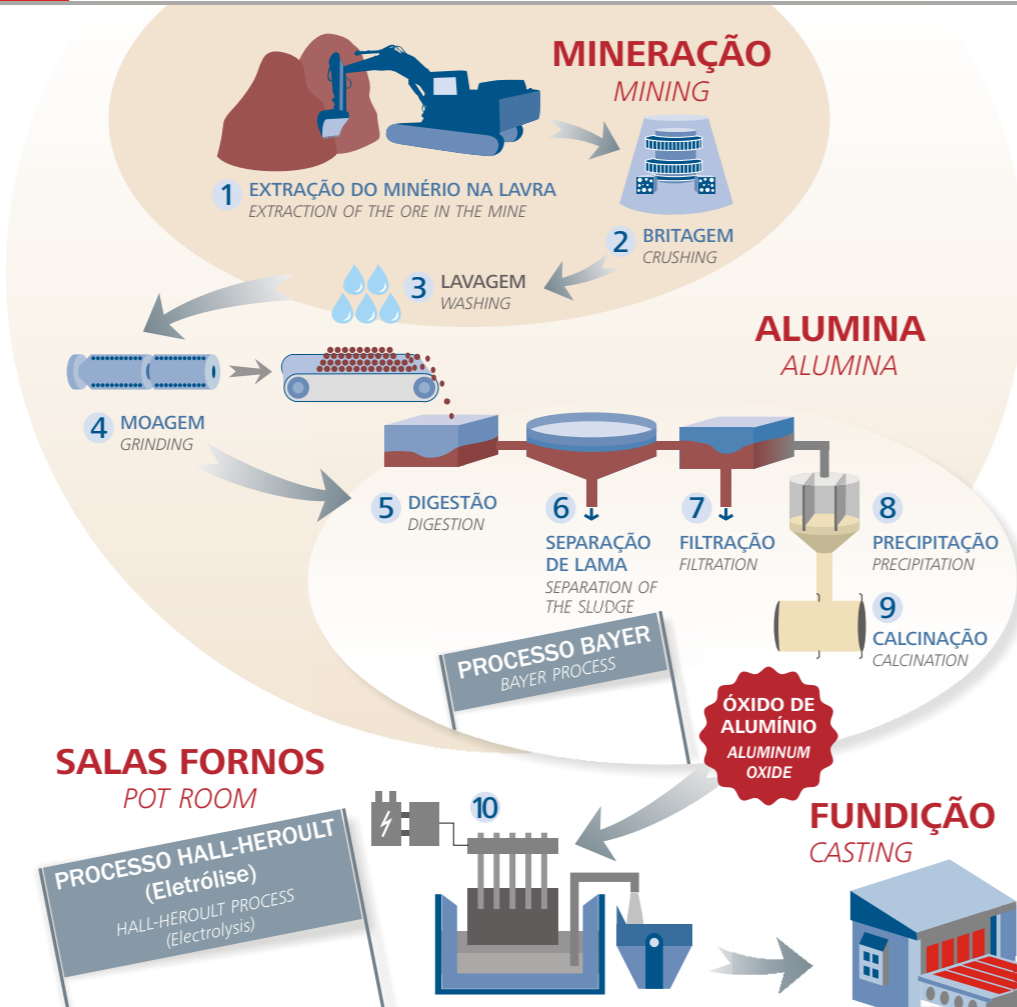 MINERAÇÃO
MINING
1
EXTRAÇÃO DO MINÉRIO NA LAVRA
EXTRACTION OF THE ORE IN THE MINE
2
BRITAGEM
CRUSHING
3
LAVAGEM
WASHING
ALUMINA
ALUMINA
4
MOAGEM
GRINDING
5
DIGESTÃO
DIGESTION
6
SEPARAÇÃO
DE LAMA
SEPARATION OF
THE SLUDGE
7
FILTRAÇÃO
FILTRATION
8
PRECIPITAÇÃO
PRECIPITATION
9
CALCINAÇÃO
CALCINATION
PROCESSO BAYER
BAYER PROCESS
ÓXIDO DE
ALUMÍNIO
ALUMINUM
OXIDE
SALAS FORNOS
POT ROOM
PROCESSO HALL-HEROULT
(Eletrólise)
HALL-HEROULT PROCESS
(Electrolysis)
10
FUNDIÇÃO
CASTING